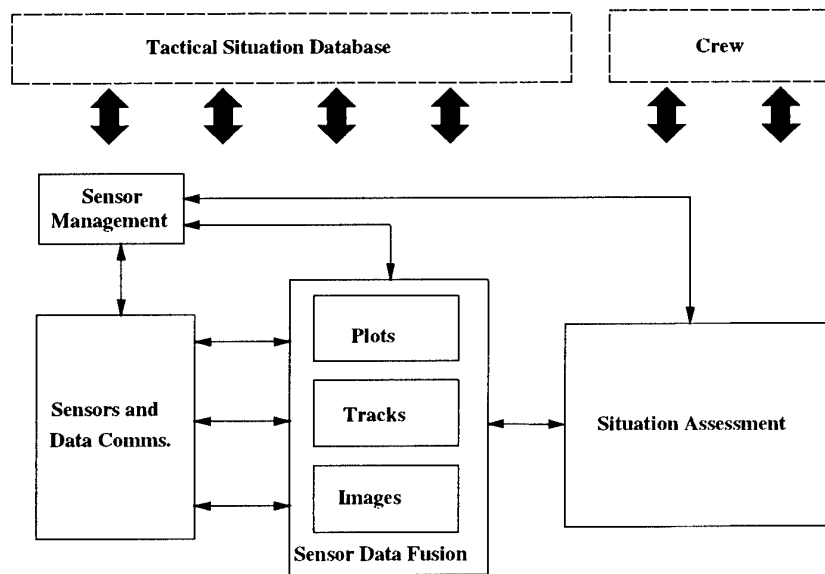 Tactical Situation Database
Crew
Sensor
Management
Plots
Sensors and
Data Comms.
Tracks
Situation Assessment
Images
Sensor Data Fusion